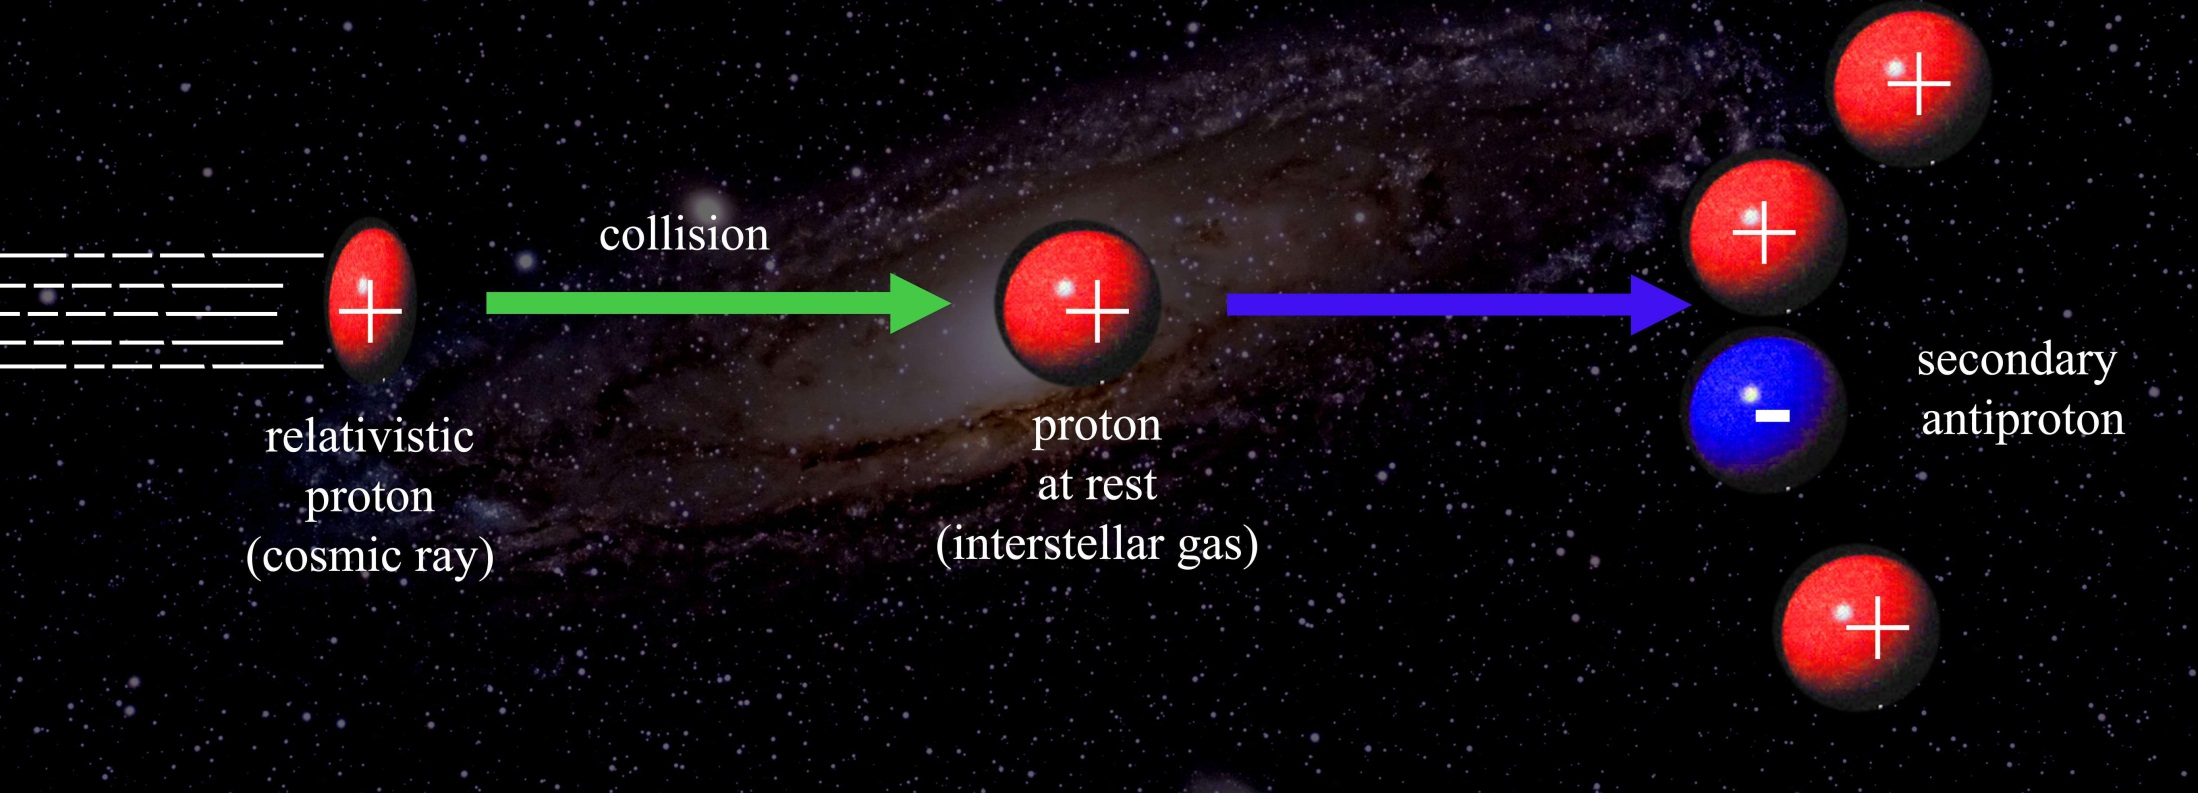 collision
relativistic
proton
(cosmic ray)
+
proton
at rest
(interstellar gas)
+
+
+
-
secondary
antiproton
+